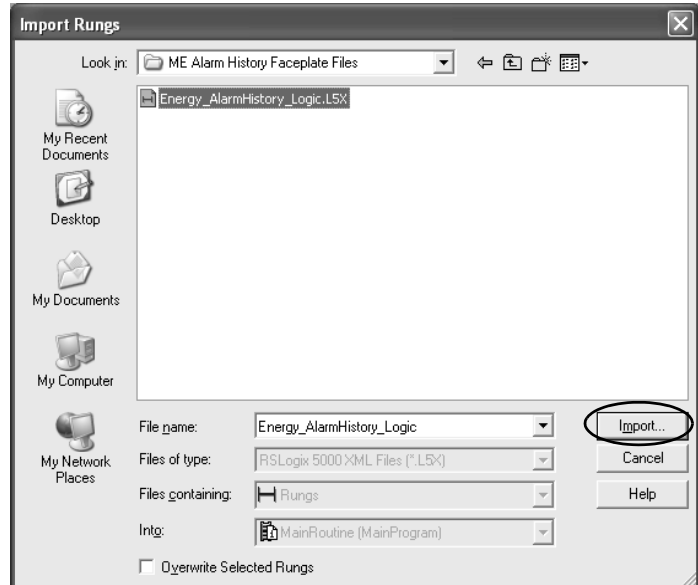 Import Rungs
Look in: ME Alarm History Faceplate Files
Energy_AlarmHistory_Logic.L5X
My Recent
Documents
Desktop
My Documents
My Computer
My Network
Places
File name: Energy_AlarmHistory_Logic Import...
Files of type: RSLogix 5000 XML Files (*.L5X) Cancel
Files containing: Rungs Help
Into: MainRoutine (MainProgram)
Overwrite Selected Rungs